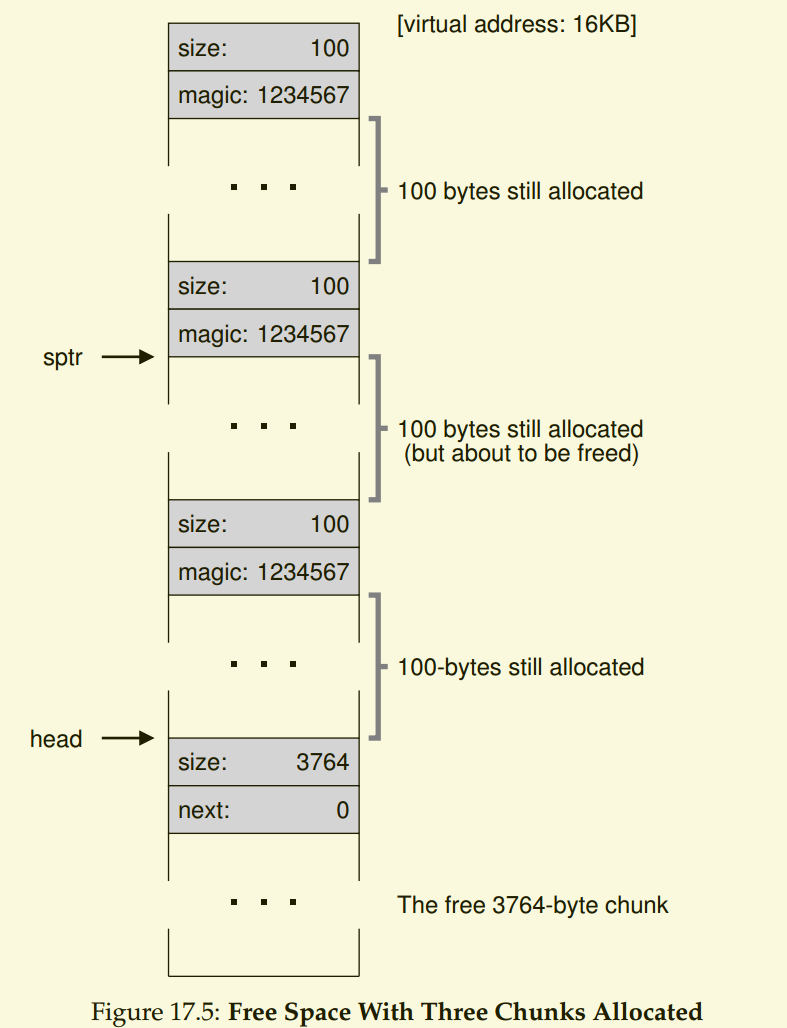 [virtual address: 16KB]
size: 100
magic: 1234567
100 bytes still allocated
size: 100
magic: 1234567
sptr
100 bytes still allocated
(but about to be freed)
size: 100
magic: 1234567
100-bytes still allocated
head
size: 3764
next: 0
The free 3764-byte chunk
Figure 17.5: Free Space With Three Chunks Allocated